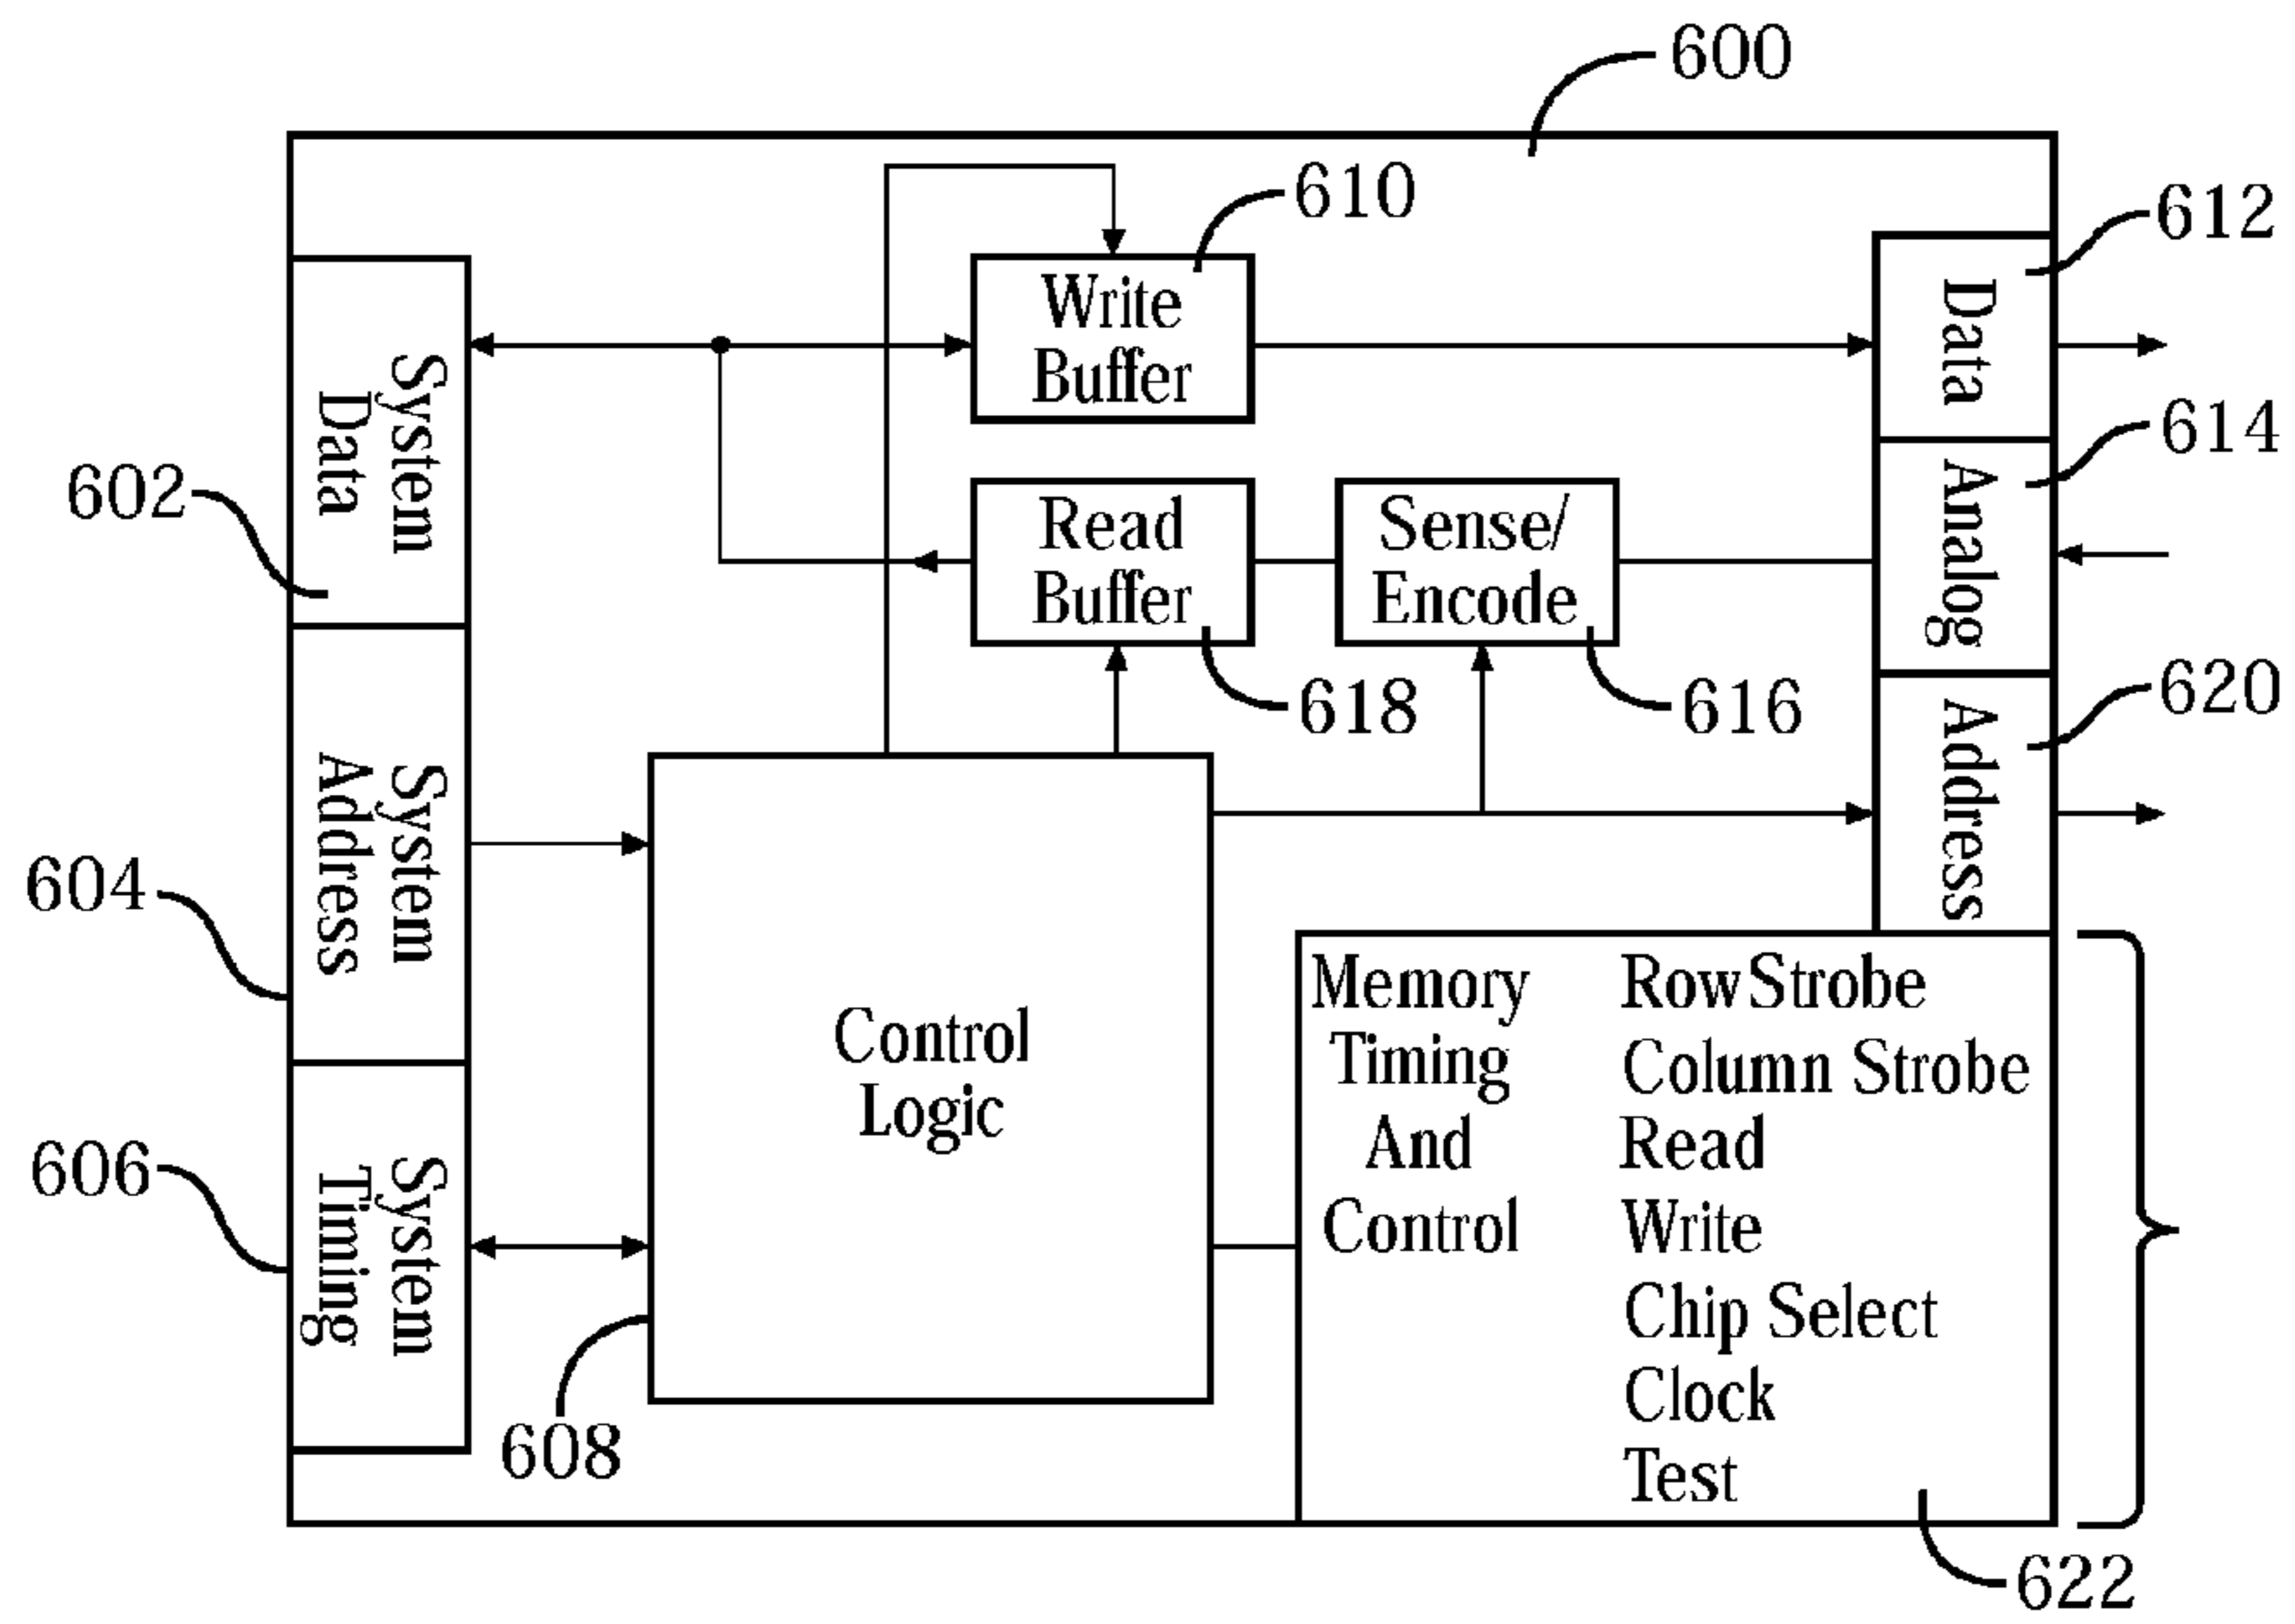 600
610
612
Write
Buffer
Data
System
Data
614
602
Read
Buffer
Sense/
Encode
Analog
618
616
620
System
Address
Address
604
Control
Logic
Memory
Timing
And
Control
Row Strobe
Column Strobe
Read
Write
Chip Select
Clock
Test
606
System
Timing
608
622